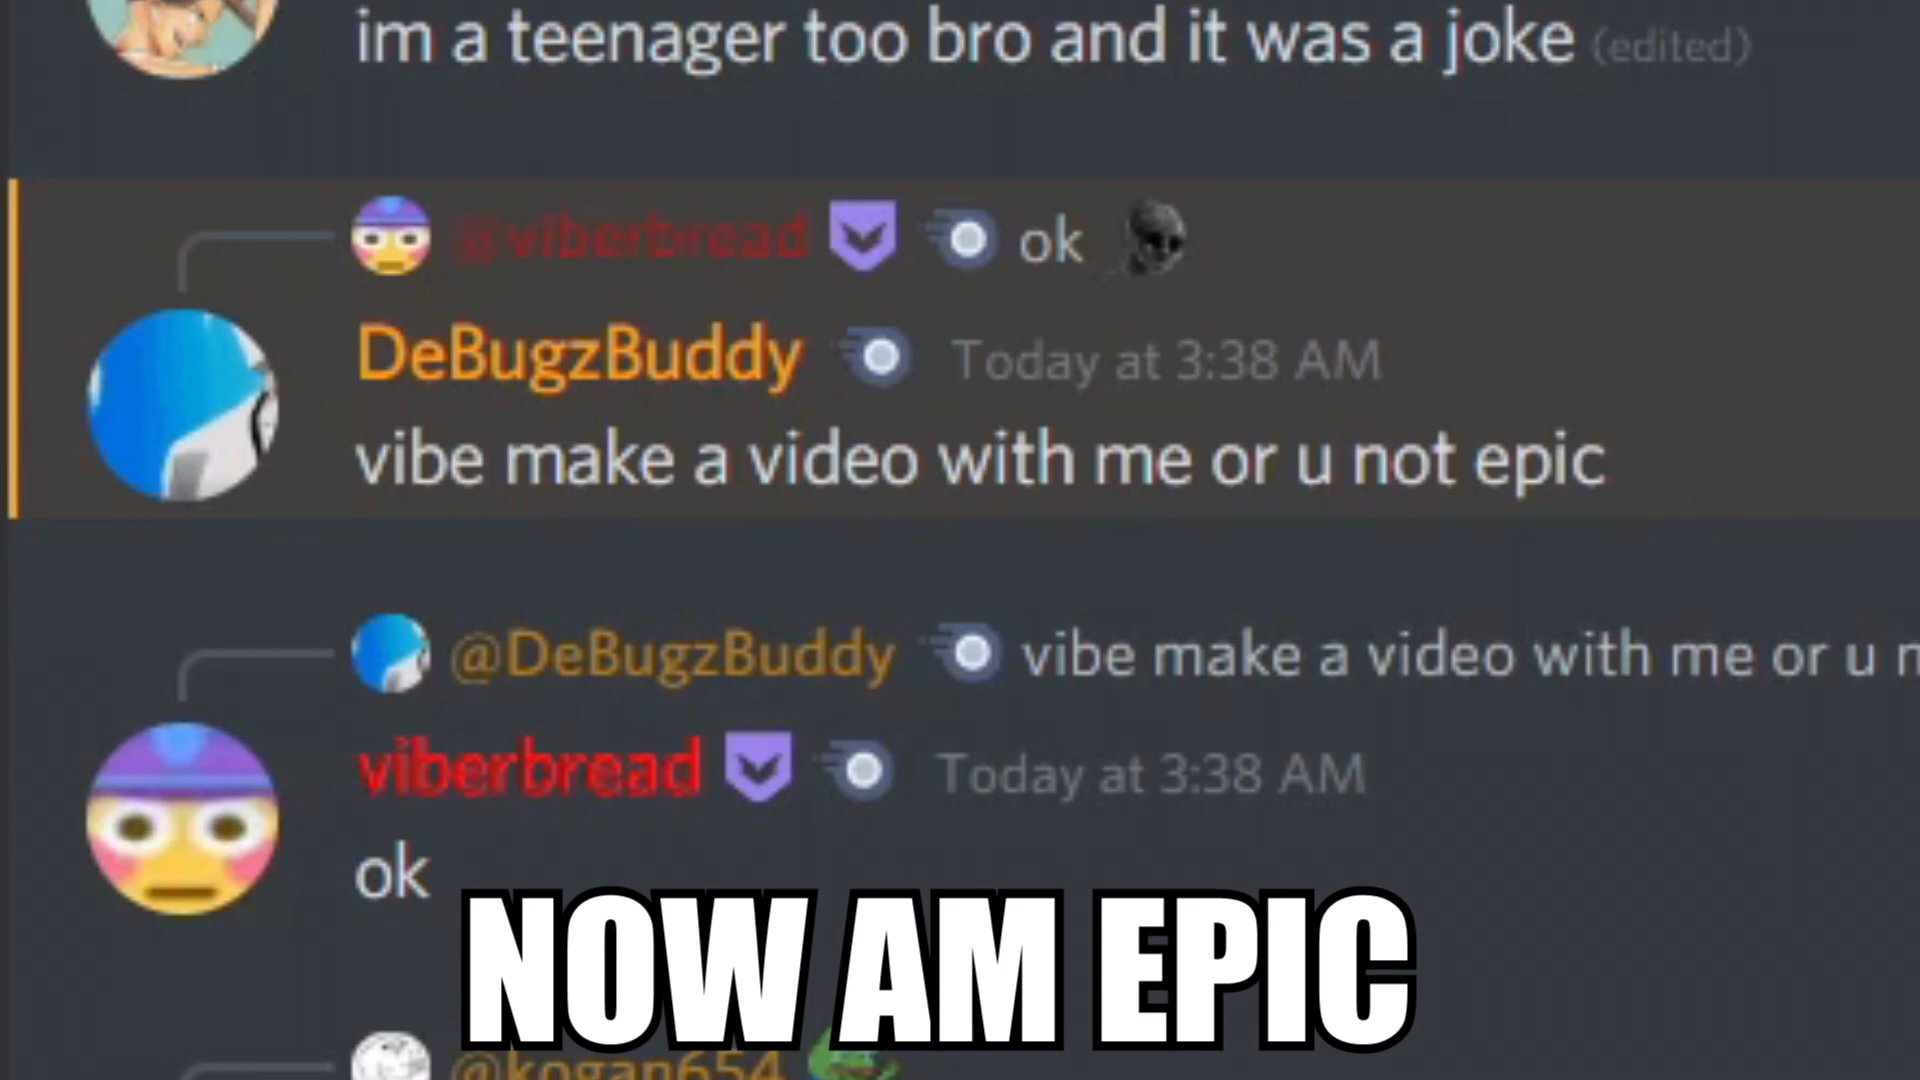 im a teenager too bro and it was a joke (edited)
@viberbread ok
DeBugzBuddy Today at 3:38 AM
vibe make a video with me or u not epic
@DeBugzBuddy vibe make a video with me or u n
viberbread Today at 3:38 AM
ok
NOW AM EPIC
@kogan654